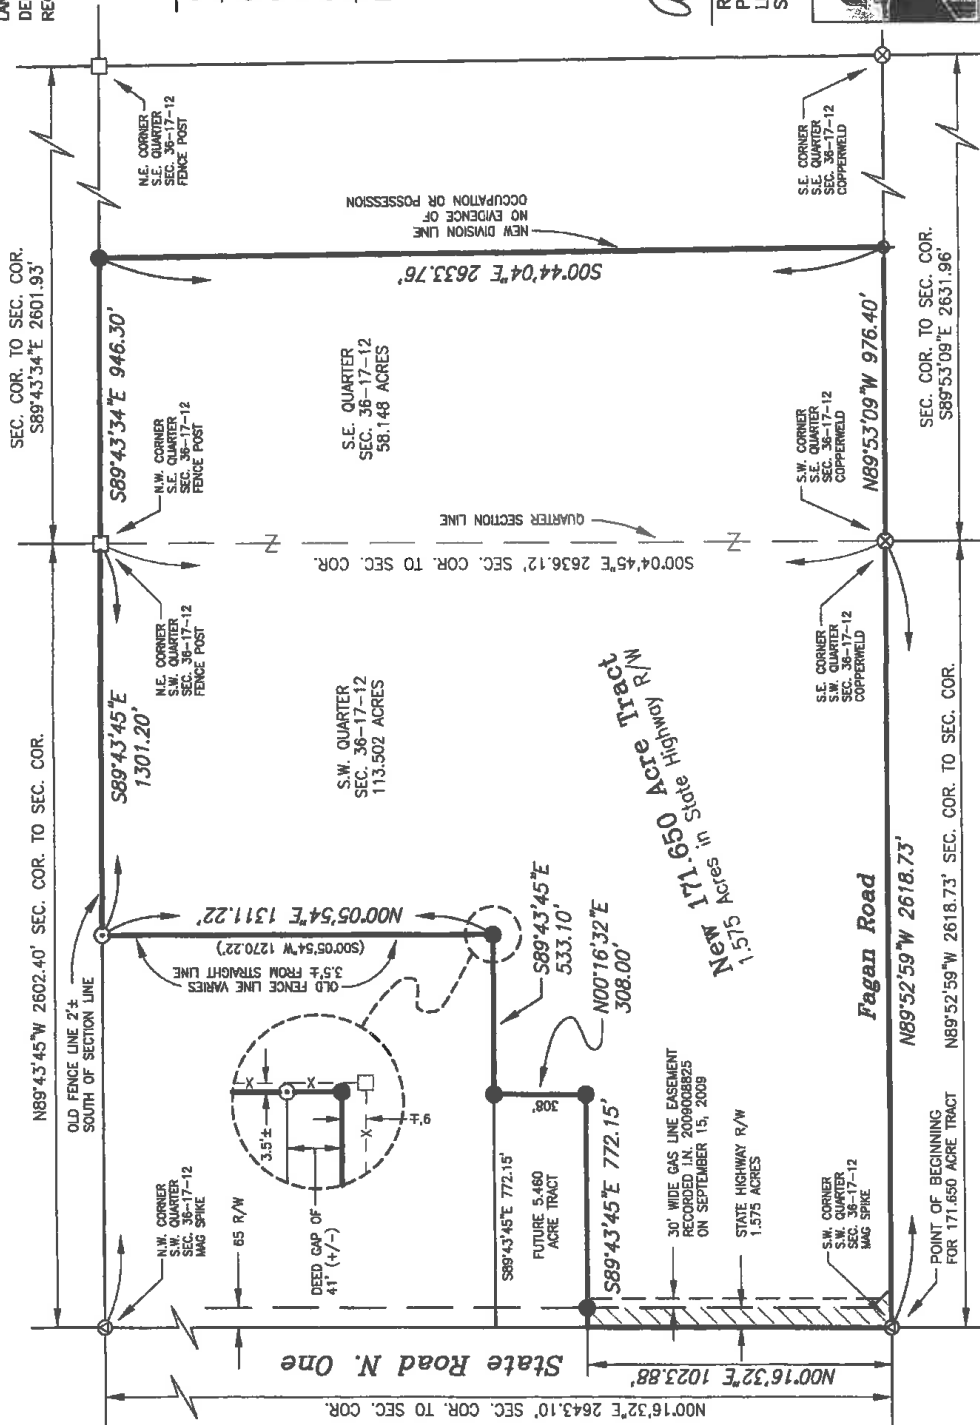 LAN
DE
RE
R
P
L
S
SEC. COR. TO SEC. COR.
S89°43'34"E 2601.93'
N89°43'45"W 2602.40' SEC. COR. TO SEC. COR.
N.E. CORNER
S.E. QUARTER
SEC. 36-17-12
FENCE POST
S.E. CORNER
S.E. QUARTER
SEC. 36-17-12
COPPERWELD
NEW DIVISION LINE
NO EVIDENCE OF
OCCUPATION OR POSSESSION
S00°44'04"E 2633.76'
S89°43'34"E 946.30'
N.W. CORNER
S.E. QUARTER
SEC. 36-17-12
FENCE POST
S.E. QUARTER
SEC. 36-17-12
58.148 ACRES
N89°53'09"W 976.40'
SEC. COR. TO SEC. COR.
S89°53'09"E 2631.96'
S.W. CORNER
S.E. QUARTER
SEC. 36-17-12
COPPERWELD
QUARTER SECTION LINE
Z
Z
S00°04'45"E 2636.12' SEC. COR. TO SEC. COR.
N.E. CORNER
S.W. QUARTER
SEC. 36-17-12
FENCE POST
S.E. CORNER
S.W. QUARTER
SEC. 36-17-12
COPPERWELD
S89°43'45"E
1301.20'
S.W. QUARTER
SEC. 36-17-12
113.502 ACRES
New 171.650 Acre Tract
1.575 Acres in State Highway R/W
OLD FENCE LINE 2'±
SOUTH OF SECTION LINE
N00°05'54"E 1311.22'
(S00°05'54"W 1270.22')
OLD FENCE LINE VARIES
3.5'± FROM STRAIGHT LINE
S89°43'45"E
533.10'
N00°16'32"E
308.00'
308'
Fagan Road
N89°52'59"W 2618.73'
N89°52'59"W 2618.73' SEC. COR. TO SEC. COR.
3.5'±
X
X
X
9'±
DEED GAP OF
41' (+/-)
N.W. CORNER
S.W. QUARTER
SEC. 36-17-12
MAG SPIKE
65 R/W
S89°43'45"E 772.15'
FUTURE 5.460
ACRE TRACT
S89°43'45"E 772.15'
30' WIDE GAS LINE EASEMENT
RECORDED I.N. 2009008825
ON SEPTEMBER 15, 2009
STATE HIGHWAY R/W
1.575 ACRES
S.W. CORNER
S.W. QUARTER
SEC. 36-17-12
MAG SPIKE
POINT OF BEGINNING
FOR 171.650 ACRE TRACT
State Road N. One
N00°16'32"E 1023.88'
N00°16'32"E 2643.10' SEC. COR. TO SEC. COR.